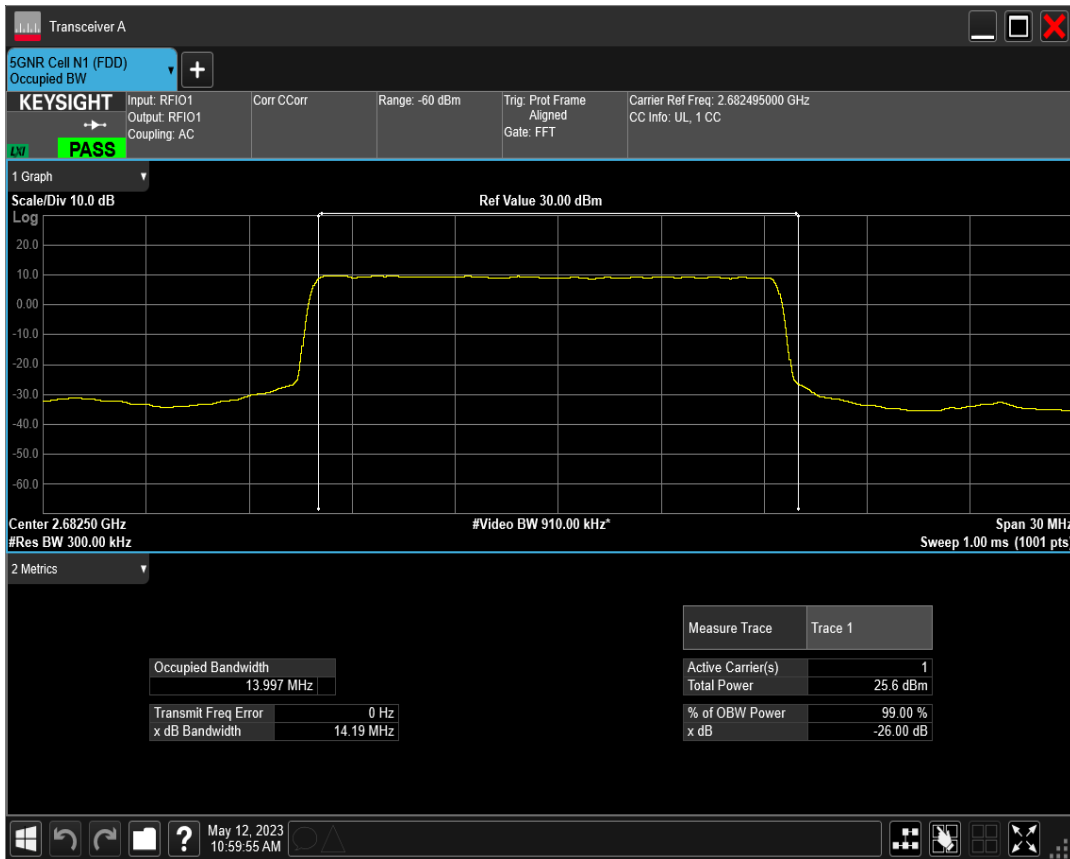 Transceiver A
5GNR Cell N1 (FDD)
Occupied BW
+
KEYSIGHT
LXI
PASS
Input: RFIO1
Output: RFIO1
Coupling: AC
Corr CCorr
Range: -60 dBm
Trig: Prot Frame
Aligned
Gate: FFT
Carrier Ref Freq: 2.682495000 GHz
CC Info: UL, 1 CC
1 Graph
Scale/Div 10.0 dB
Ref Value 30.00 dBm
Log
20.0
10.0
0.00
-10.0
-20.0
-30.0
-40.0
-50.0
-60.0
Center 2.68250 GHz
#Video BW 910.00 kHz*
Span 30 MHz
#Res BW 300.00 kHz
Sweep 1.00 ms (1001 pts)
2 Metrics
Measure Trace Trace 1
Occupied Bandwidth
13.997 MHz
Active Carrier(s) 1
Total Power 25.6 dBm
Transmit Freq Error 0 Hz
x dB Bandwidth 14.19 MHz
% of OBW Power 99.00 %
x dB -26.00 dB
?
May 12, 2023
10:59:55 AM